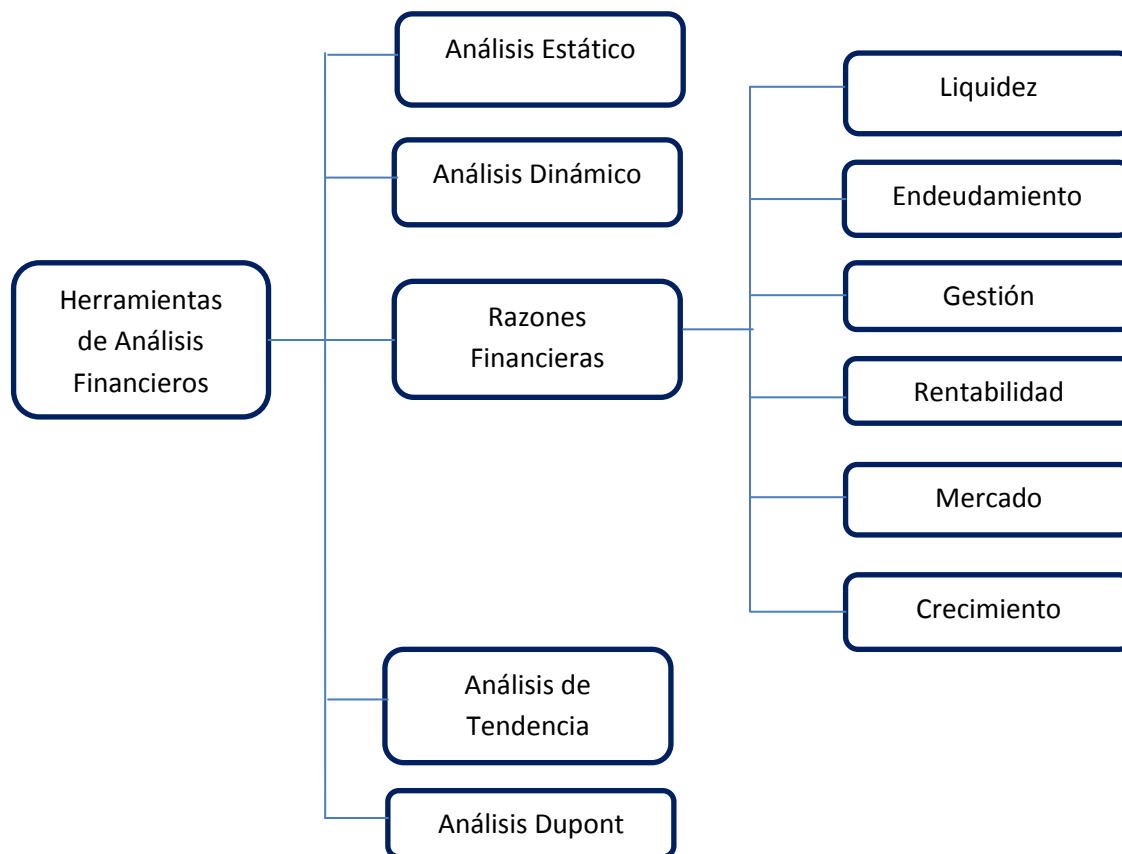 Herramientas
de Análisis
Financieros
Análisis Estático
Análisis Dinámico
Razones
Financieras
Análisis de
Tendencia
Análisis Dupont
Liquidez
Endeudamiento
Gestión
Rentabilidad
Mercado
Crecimiento